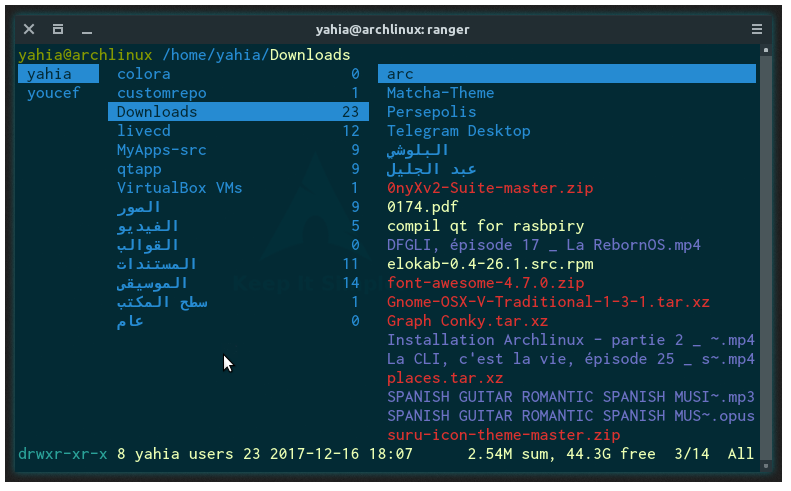 yahia@archlinux: ranger
yahia@archlinux /home/yahia/Downloads
yahia colora 0 arc
youcef customrepo 1 Matcha-Theme
Downloads 23 Persepolis
livecd 12 Telegram Desktop
MyApps-src 9 البلوشي
qtapp 9 عبد الجليل
VirtualBox VMs 1 0nyXv2-Suite-master.zip
الصور 9 0174.pdf
الفيديو 5 compil qt for rasbpiry
القوالب 0 DFGLI, épisode 17 _ La RebornOS.mp4
المستندات 11 elokab-0.4-26.1.src.rpm
الموسيقى 14 font-awesome-4.7.0.zip
سطح المكتب 1 Gnome-OSX-V-Traditional-1-3-1.tar.xz
عام 0 Graph Conky.tar.xz
Installation Archlinux - partie 2 _ ~.mp4
La CLI, c'est la vie, épisode 25 _ s~.mp4
places.tar.xz
SPANISH GUITAR ROMANTIC SPANISH MUSI~.mp3
SPANISH GUITAR ROMANTIC SPANISH MUS~.opus
suru-icon-theme-master.zip
drwxr-xr-x 8 yahia users 23 2017-12-16 18:07 2.54M sum, 44.3G free 3/14 All